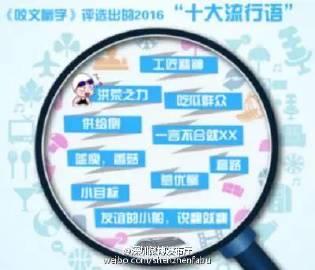 《咬文嚼字》评选出的2016“十大流行语”
工匠精神
洪荒之力
吃瓜群众
供给侧
一言不合就XX
葛优躺
套路
蓝瘦，香菇
小目标
友谊的小船，说翻就翻
@深圳微博发布厅
weibo.com/shenzhenfabu